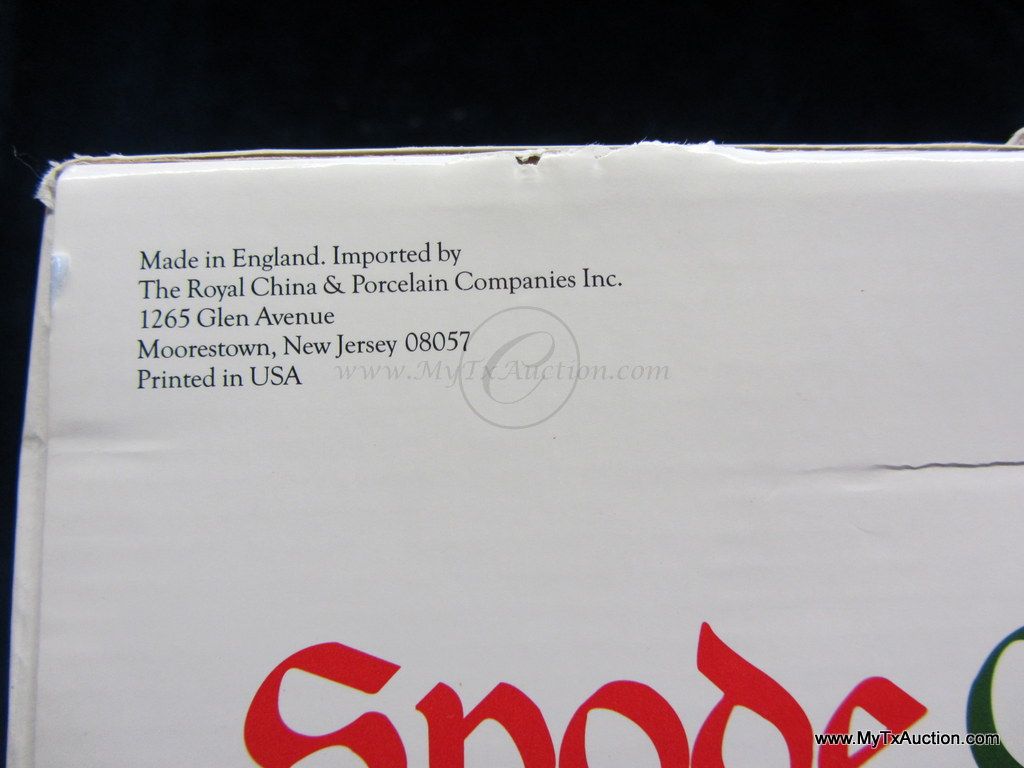 Made in England. Imported by
The Royal China & Porcelain Companies Inc.
1265 Glen Avenue
Moorestown, New Jersey 08057
Printed in USA
www.MyTxAuction.com
Spode
www.MyTxAuction.com